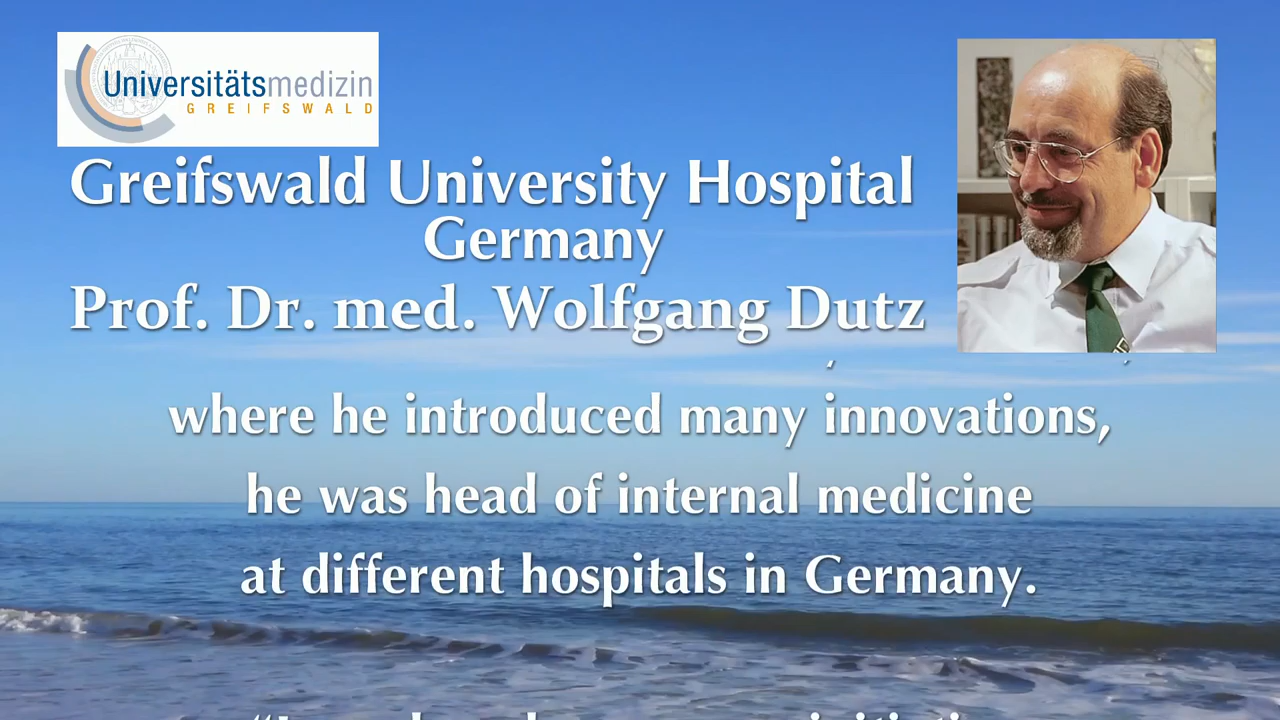 Universitätsmedizin
GREIFSWALD
Greifswald University Hospital
Germany
Prof. Dr. med. Wolfgang Dutz
where he introduced many innovations,
he was head of internal medicine
at different hospitals in Germany.